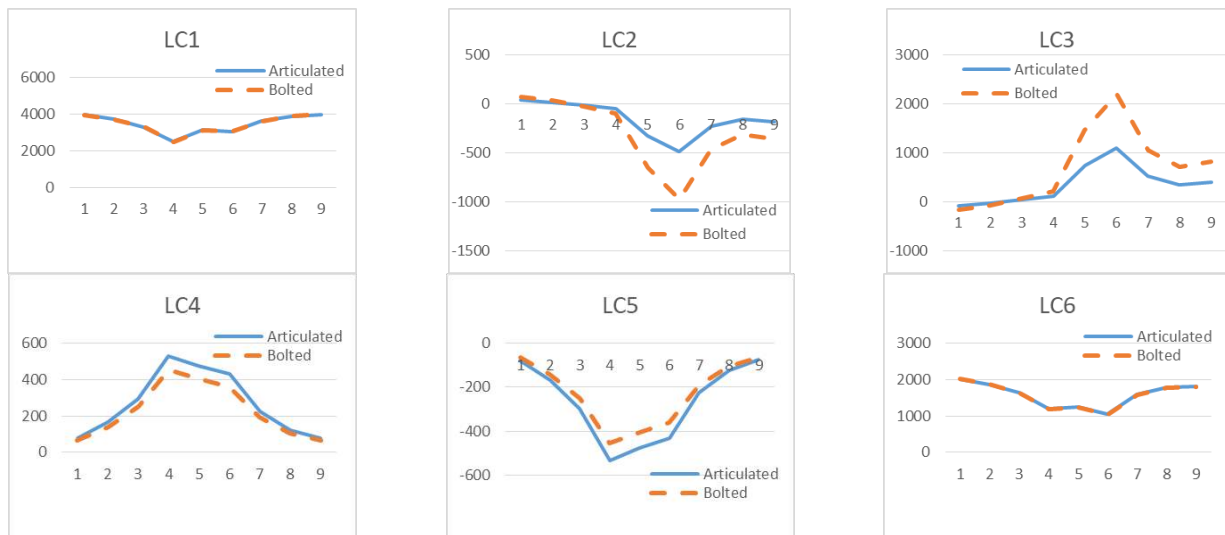 LC1
Articulated
Bolted
6000
4000
2000
0
1 2 3 4 5 6 7 8 9
LC2
500
0
-500
-1000
-1500
1 2 3 4 5 6 7 8 9
Articulated
Bolted
LC3
3000
2000
1000
0
-1000
Articulated
Bolted
1 2 3 4 5 6 7 8 9
LC4
Articulated
Bolted
600
400
200
0
1 2 3 4 5 6 7 8 9
LC5
0
-200
-400
-600
1 2 3 4 5 6 7 8 9
Articulated
Bolted
LC6
Articulated
Bolted
3000
2000
1000
0
1 2 3 4 5 6 7 8 9